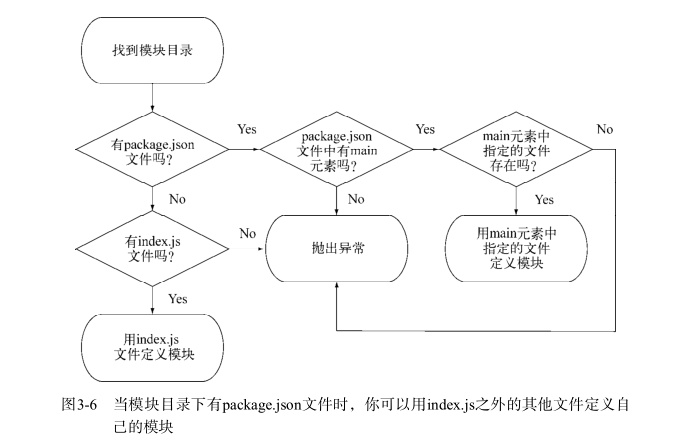 找到模块目录
有package.json
文件吗?
Yes
package.json
文件中有main
元素吗?
Yes
main元素中
指定的文件
存在吗?
No
No
No
Yes
有index.js
文件吗?
No
抛出异常
用main元素中
指定的文件
定义模块
Yes
用index.js
文件定义模块
图3-6 当模块目录下有package.json文件时，你可以用index.js之外的其他文件定义自
己的模块